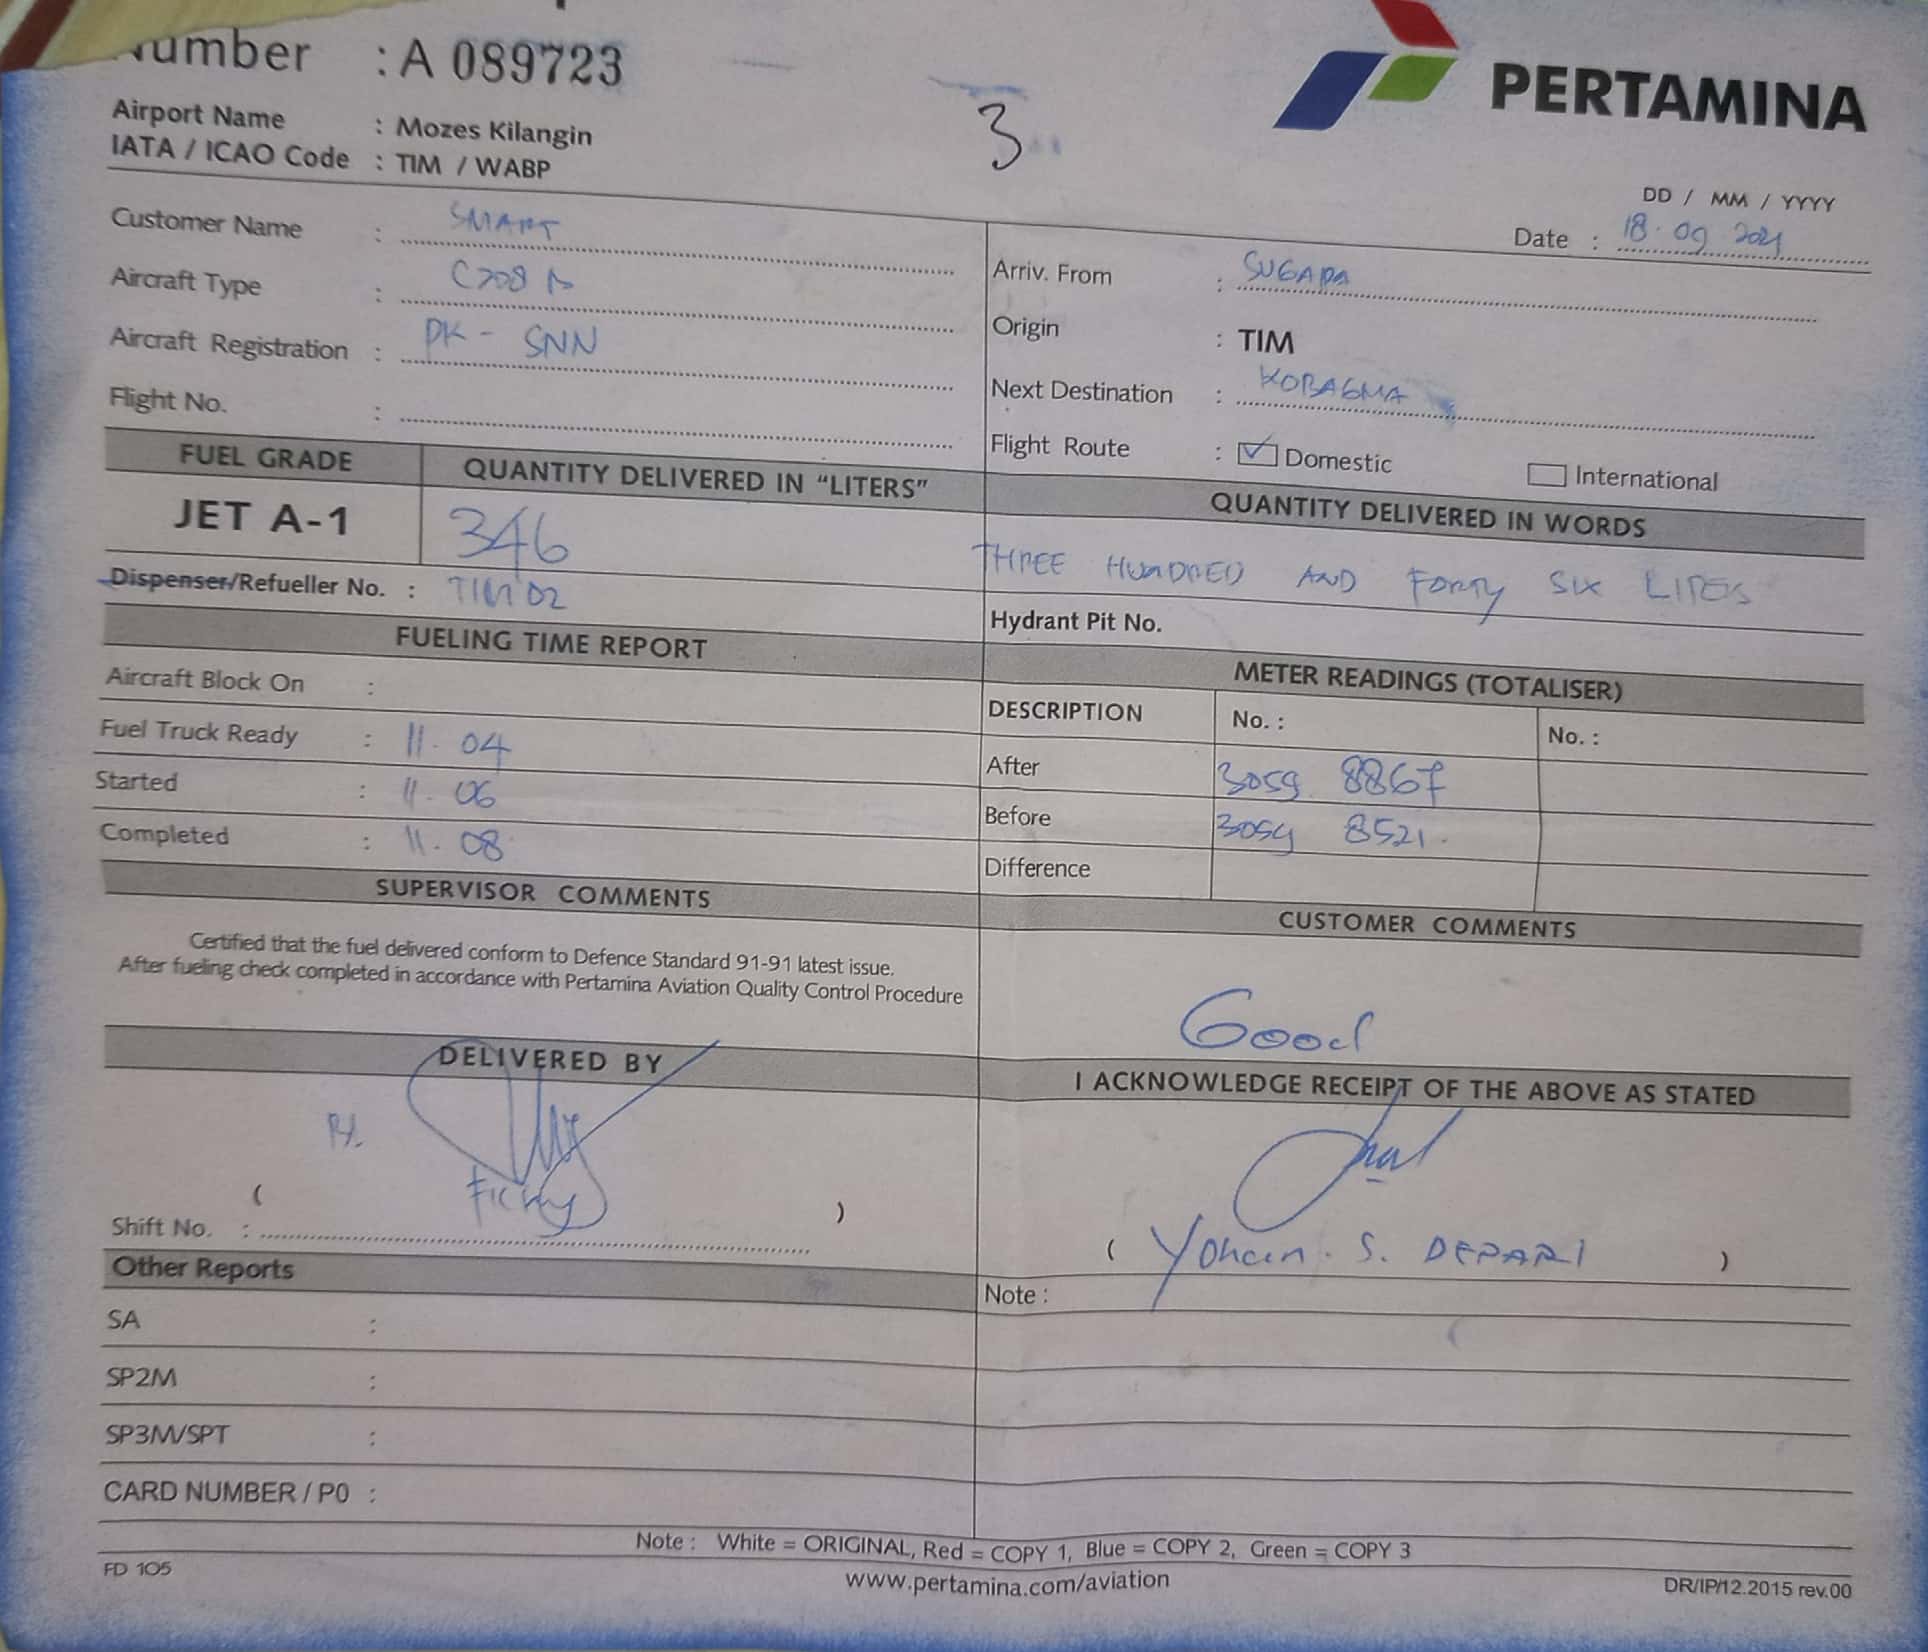 Number : A 089723
PERTAMINA
3
Airport Name : Mozes Kilangin
IATA / ICAO Code : TIM / WABP
DD / MM / YYYY
Date : 18.09 2021
Customer Name : SMART
Aircraft Type : C208 B
Aircraft Registration : PK - SNN
Flight No. :
Arriv. From : SUGAPA
Origin : TIM
Next Destination : KOBAGMA
Flight Route : Domestic International
FUEL GRADE QUANTITY DELIVERED IN "LITERS" QUANTITY DELIVERED IN WORDS
JET A-1 346 THREE HUNDRED AND FORTY SIX LITES
Dispenser/Refueller No. : TIM 02
Hydrant Pit No.
FUELING TIME REPORT
Aircraft Block On :
Fuel Truck Ready : 11. 04
Started : 11. 06
Completed : 11. 08
METER READINGS (TOTALISER)
DESCRIPTION No. : No. :
After 3059 8867
Before 3059 8521.
Difference
SUPERVISOR COMMENTS
Certified that the fuel delivered conform to Defence Standard 91-91 latest issue.
After fueling check completed in accordance with Pertamina Aviation Quality Control Procedure
CUSTOMER COMMENTS
Good
DELIVERED BY
( )
Shift No. :
I ACKNOWLEDGE RECEIPT OF THE ABOVE AS STATED
( S. DEPARI )
Other Reports
SA :
SP2M :
SP3M/SPT :
CARD NUMBER / P0 :
Note :
Note : White = ORIGINAL, Red = COPY 1, Blue = COPY 2, Green = COPY 3
FD 105
www.pertamina.com/aviation
DR/IP/12.2015 rev.00